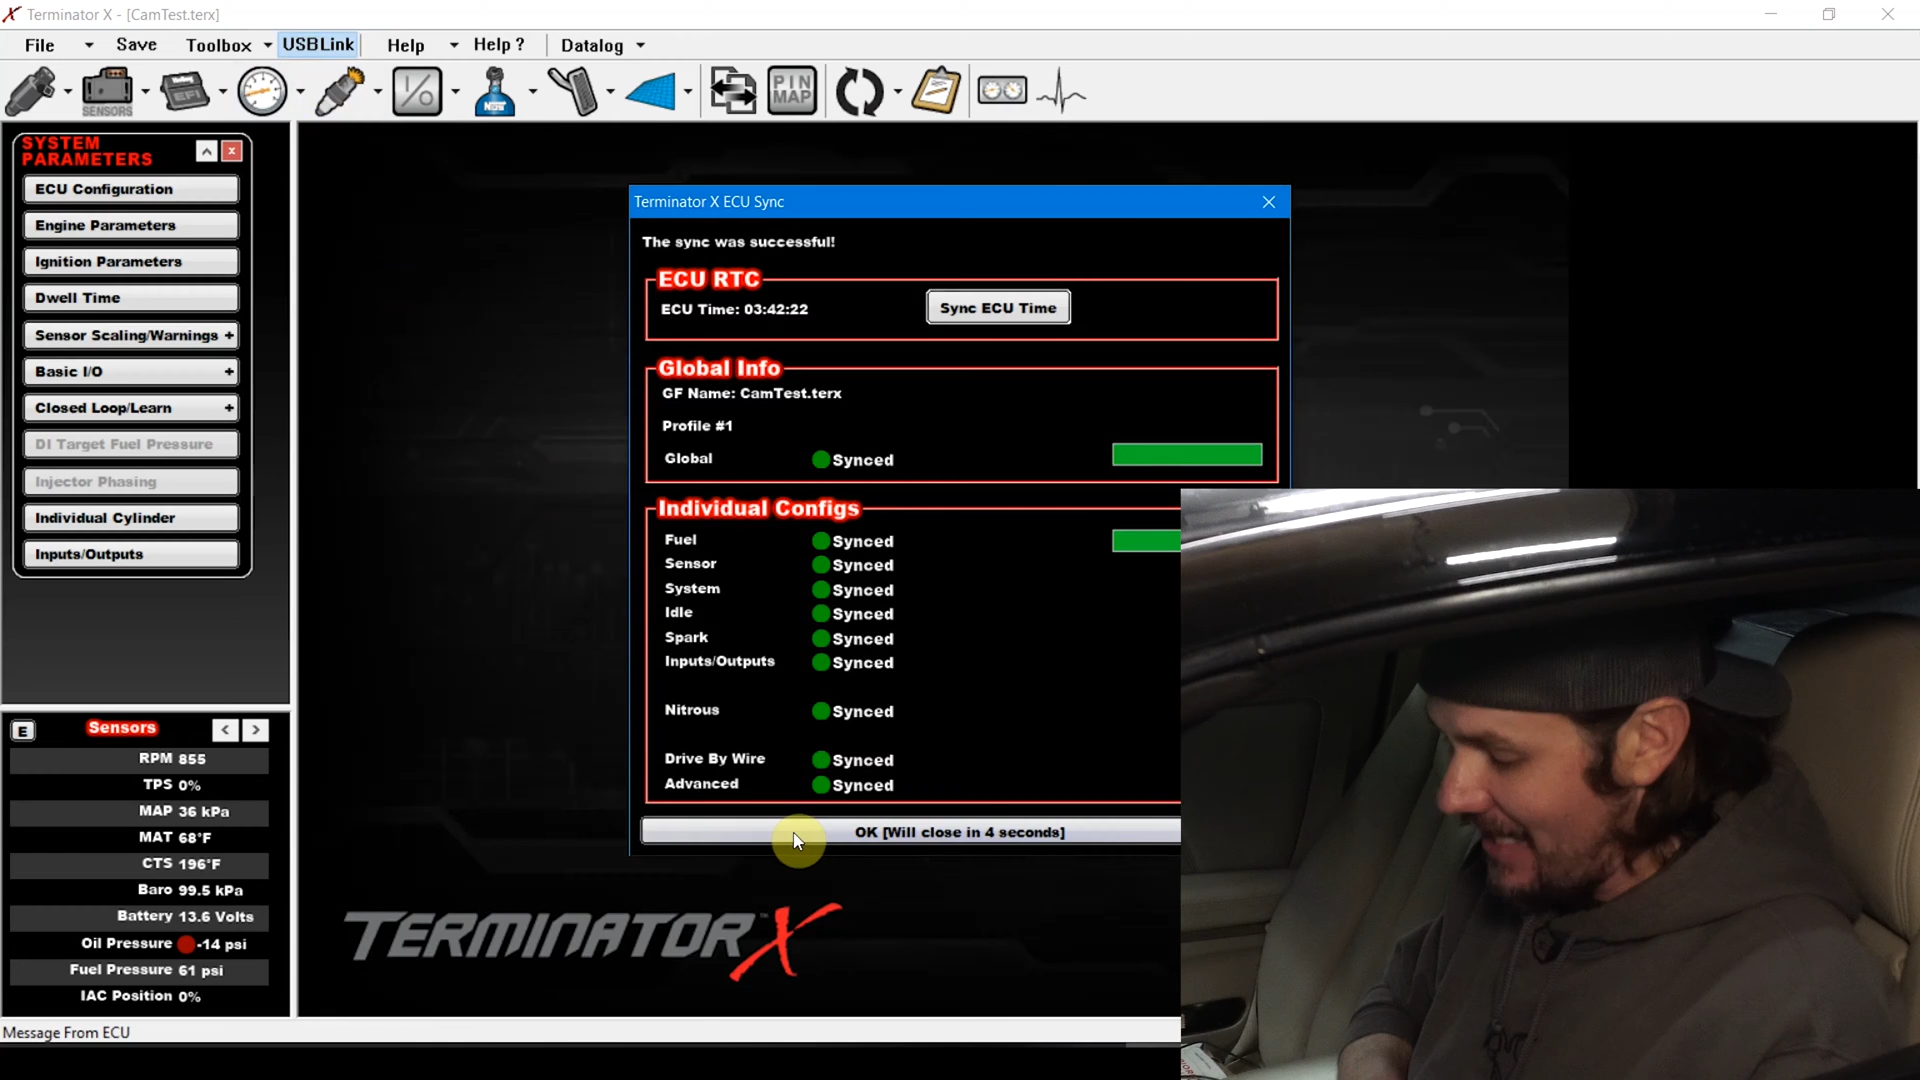 Terminator X - [CamTest.terx]
File Save Toolbox USBLink Help Help ? Datalog
SENSORS EFI I/O NOS PIN MAP
SYSTEM PARAMETERS
ECU Configuration
Engine Parameters
Ignition Parameters
Dwell Time
Sensor Scaling/Warnings +
Basic I/O +
Closed Loop/Learn +
DI Target Fuel Pressure
Injector Phasing
Individual Cylinder
Inputs/Outputs
E Sensors < >
RPM 855
TPS 0%
MAP 36 kPa
MAT 68°F
CTS 196°F
Baro 99.5 kPa
Battery 13.6 Volts
Oil Pressure -14 psi
Fuel Pressure 61 psi
IAC Position 0%
Message From ECU
Terminator X ECU Sync
The sync was successful!
ECU RTC
ECU Time: 03:42:22 Sync ECU Time
Global Info
GF Name: CamTest.terx
Profile #1
Global Synced
Individual Configs
Fuel Synced
Sensor Synced
System Synced
Idle Synced
Spark Synced
Inputs/Outputs Synced
Nitrous Synced
Drive By Wire Synced
Advanced Synced
OK [Will close in 4 seconds]
TERMINATOR X